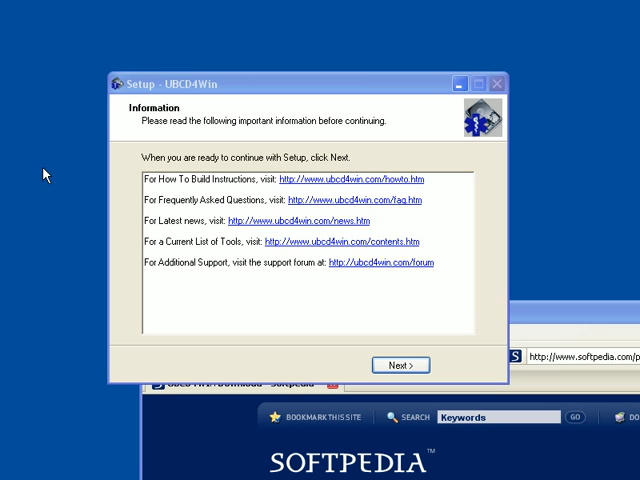 Setup - UBCD4Win
Information
Please read the following important information before continuing.
When you are ready to continue with Setup, click Next.
For How To Build Instructions, visit: http://www.ubcd4win.com/howto.htm
For Frequently Asked Questions, visit: http://www.ubcd4win.com/faq.htm
For Latest news, visit: http://www.ubcd4win.com/news.htm
For a Current List of Tools, visit: http://www.ubcd4win.com/contents.htm
For Additional Support, visit the support forum at: http://ubcd4win.com/forum
S http://www.softpedia.com/p
Next >
BOOKMARK THIS SITE SEARCH Keywords GO DO
SOFTPEDIA™